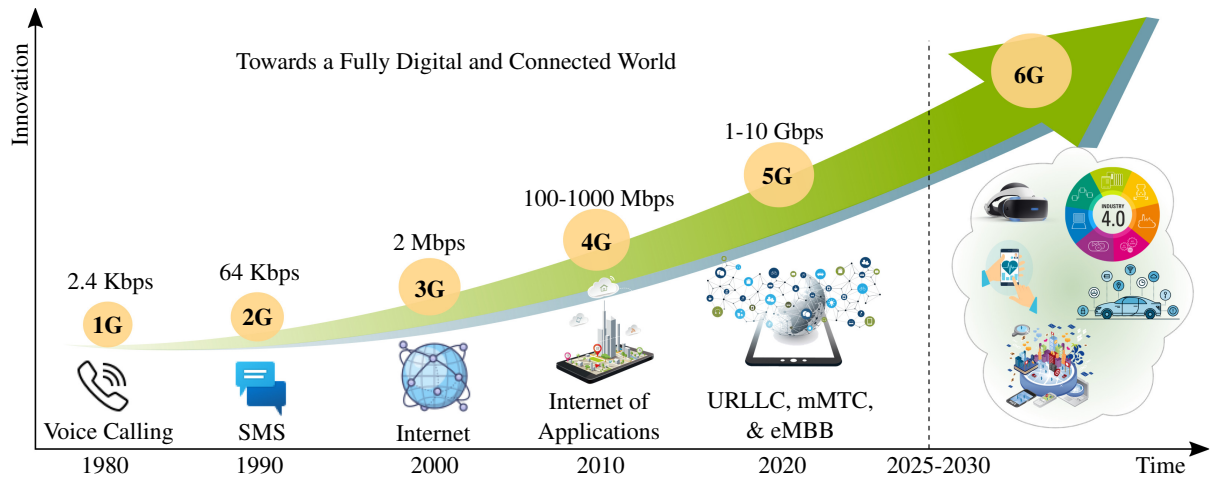 Innovation
Towards a Fully Digital and Connected World
2.4 Kbps
1G
Voice Calling
1980
64 Kbps
2G
SMS
1990
2 Mbps
3G
Internet
2000
100-1000 Mbps
4G
Internet of
Applications
2010
1-10 Gbps
5G
URLLC, mMTC,
& eMBB
2020
6G
INDUSTRY
4.0
2025-2030
Time